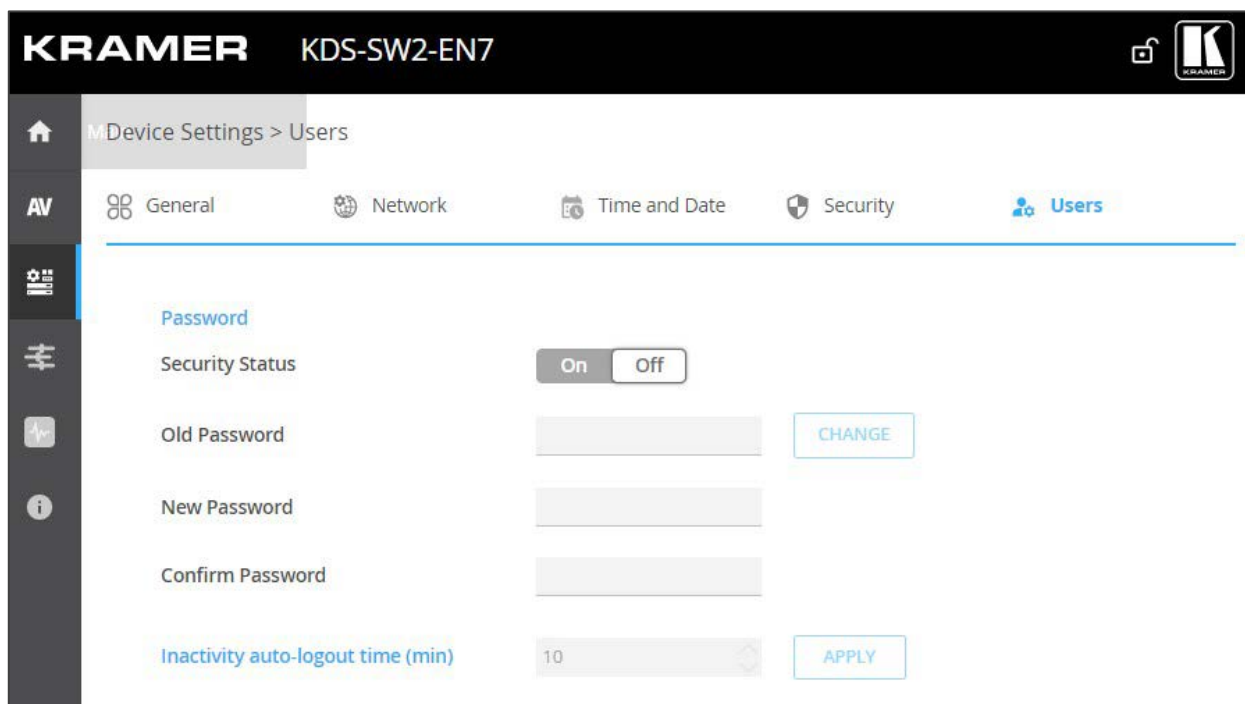 KRAMER KDS-SW2-EN7
KRAMER
Device Settings > Users
AV
General Network Time and Date Security Users
Password
Security Status On Off
Old Password CHANGE
New Password
Confirm Password
Inactivity auto-logout time (min) 10 APPLY